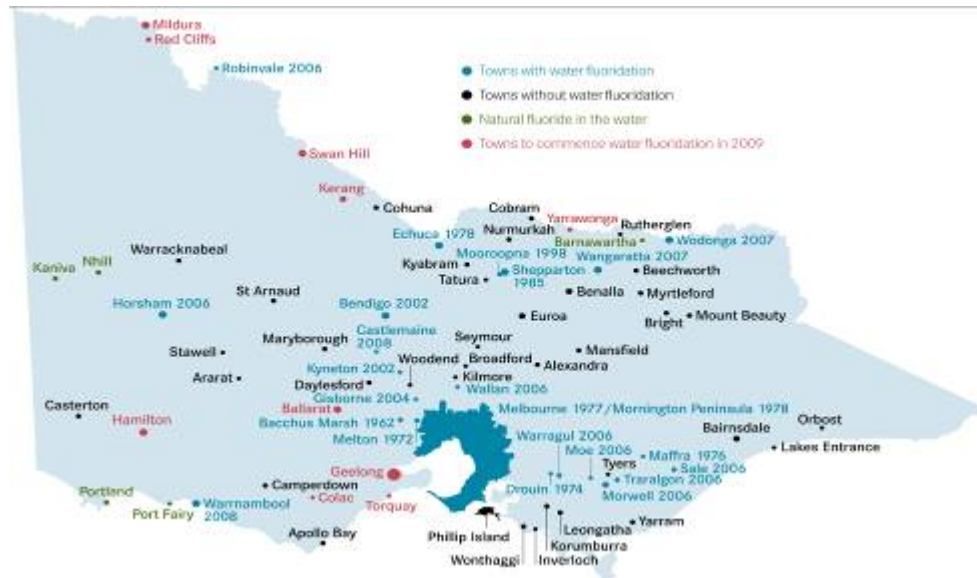 Mildura
Red Cliffs
Robinvale 2006
Towns with water fluoridation
Towns without water fluoridation
Natural fluoride in the water
Towns to commence water fluoridation in 2009
Swan Hill
Kerang
Cohuna
Cobram
Yarrawonga
Rutherglen
Echuca 1978
Nurmurkah
Barnawartha
Wodonga 2007
Warracknabeal
Mooroopna 1998
Wangaratta 2007
Nhill
Kaniva
Kyabram
Shepparton
1985
Beechworth
Tatura
St Arnaud
Benalla
Myrtleford
Horsham 2006
Bendigo 2002
Euroa
Bright
Mount Beauty
Castlemaine
2008
Maryborough
Seymour
Stawell
Woodend
Broadford
Mansfield
Kyneton 2002
Alexandra
Ararat
Daylesford
Kilmore
Wallan 2006
Gisborne 2004
Casterton
Hamilton
Ballarat
Melbourne 1977/Mornington Peninsula 1978
Orbost
Bacchus Marsh 1962
Bairnsdale
Melton 1972
Warragul 2006
Lakes Entrance
Moe 2006
Maffra 1976
Geelong
Tyers
Sale 2006
Camperdown
Drouin 1974
Traralgon 2006
Portland
Colac
Torquay
Morwell 2006
Port Fairy
Warrnambool
2008
Apollo Bay
Phillip Island
Leongatha
Yarram
Korumburra
Wonthaggi
Inverloch